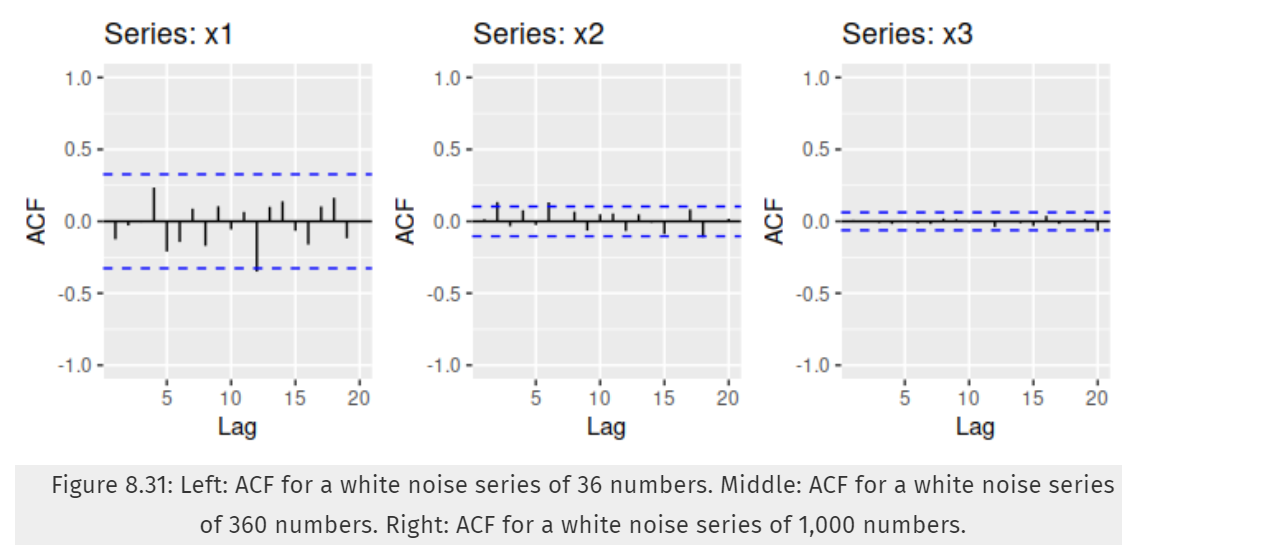 Series: x1
Series: x2
Series: x3
ACF
1.0
0.5
0.0
-0.5
-1.0
5 10 15 20
Lag
ACF
1.0
0.5
0.0
-0.5
-1.0
5 10 15 20
Lag
ACF
1.0
0.5
0.0
-0.5
-1.0
5 10 15 20
Lag
Figure 8.31: Left: ACF for a white noise series of 36 numbers. Middle: ACF for a white noise series
of 360 numbers. Right: ACF for a white noise series of 1,000 numbers.